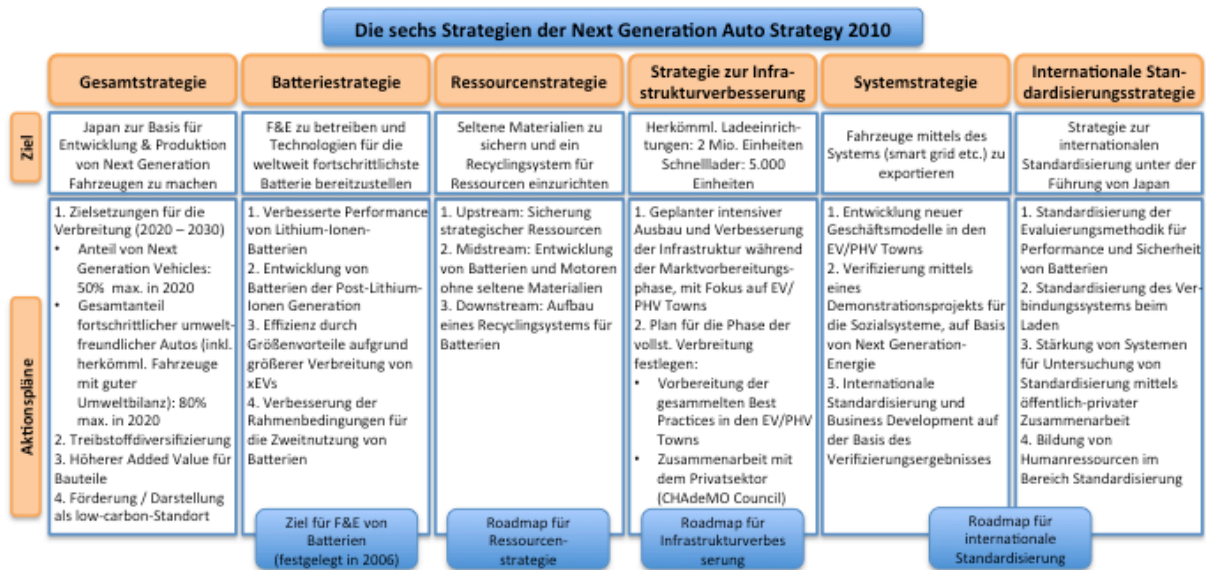 Die sechs Strategien der Next Generation Auto Strategy 2010
Gesamtstrategie
Batteriestrategie
Ressourcenstrategie
Strategie zur Infra-
strukturverbesserung
Systemstrategie
Internationale Stan-
dardisierungsstrategie
Ziel
Japan zur Basis für
Entwicklung & Produktion
von Next Generation
Fahrzeugen zu machen
F&E zu betreiben und
Technologien für die
weltweit fortschrittlichste
Batterie bereitzustellen
Seltene Materialien zu
sichern und ein
Recyclingsystem für
Ressourcen einzurichten
Herkömml. Ladeeinrich-
tungen: 2 Mio. Einheiten
Schnelllader: 5.000
Einheiten
Fahrzeuge mittels des
Systems (smart grid etc.) zu
exportieren
Strategie zur
internationalen
Standardisierung unter der
Führung von Japan
Aktionspläne
1. Zielsetzungen für die
Verbreitung (2020 – 2030)
• Anteil von Next
Generation Vehicles:
50% max. in 2020
• Gesamtanteil
fortschrittlicher umwelt-
freundlicher Autos (inkl.
herkömml. Fahrzeuge
mit guter
Umweltbilanz): 80%
max. in 2020
2. Treibstoffdiversifizierung
3. Höherer Added Value für
Bauteile
4. Förderung / Darstellung
als low-carbon-Standort
1. Verbesserte Performance
von Lithium-Ionen-
Batterien
2. Entwicklung von
Batterien der Post-Lithium-
Ionen Generation
3. Effizienz durch
Größenvorteile aufgrund
größerer Verbreitung von
xEVs
4. Verbesserung der
Rahmenbedingungen für
die Zweitnutzung von
Batterien
1. Upstream: Sicherung
strategischer Ressourcen
2. Midstream: Entwicklung
von Batterien und Motoren
ohne seltene Materialien
3. Downstream: Aufbau
eines Recyclingsystems für
Batterien
1. Geplanter intensiver
Ausbau und Verbesserung
der Infrastruktur während
der Marktvorbereitungs-
phase, mit Fokus auf EV/
PHV Towns
2. Plan für die Phase der
vollst. Verbreitung
festlegen:
• Vorbereitung der
gesammelten Best
Practices in den EV/PHV
Towns
• Zusammenarbeit mit
dem Privatsektor
(CHAdeMO Council)
1. Entwicklung neuer
Geschäftsmodelle in den
EV/PHV Towns
2. Verifizierung mittels
eines
Demonstrationsprojekts für
die Sozialsysteme, auf Basis
von Next Generation-
Energie
3. Internationale
Standardisierung und
Business Development auf
der Basis des
Verifizierungsergebnisses
1. Standardisierung der
Evaluierungsmethodik für
Performance und Sicherheit
von Batterien
2. Standardisierung des Ver-
bindungssystems beim
Laden
3. Stärkung von Systemen
für Untersuchung von
Standardisierung mittels
öffentlich-privater
Zusammenarbeit
4. Bildung von
Humanressourcen im
Bereich Standardisierung
Ziel für F&E von
Batterien
(festgelegt in 2006)
Roadmap für
Ressourcen-
strategie
Roadmap für
Infrastrukturverbes
serung
Roadmap für
internationale
Standardisierung